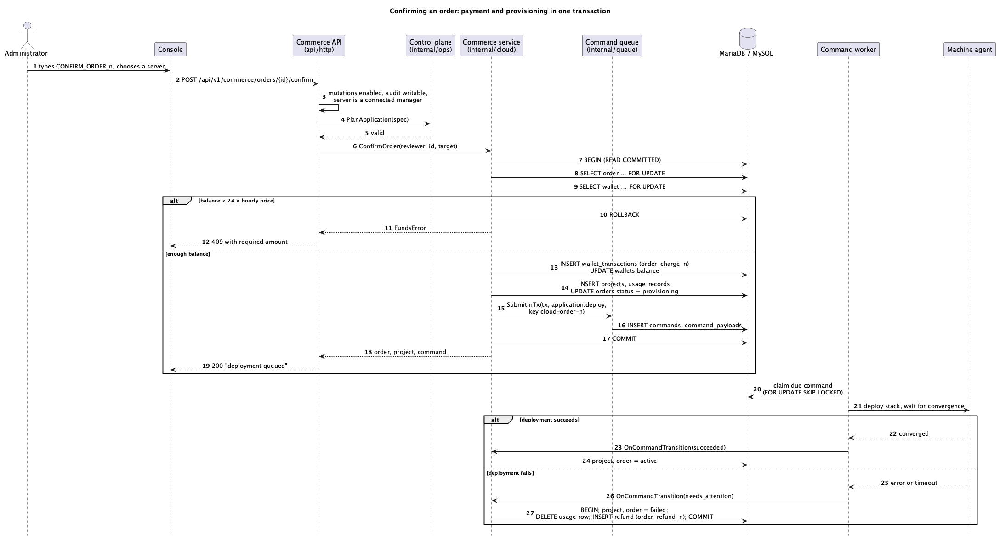 Confirming an order: payment and provisioning in one transaction
Administrator
Console
Commerce API
(api/http)
Control plane
(internal/ops)
Commerce service
(internal/cloud)
Command queue
(internal/queue)
MariaDB / MySQL
Command worker
Machine agent
1 types CONFIRM_ORDER_n, chooses a server
2 POST /api/v1/commerce/orders/{id}/confirm
3 mutations enabled, audit writable,
server is a connected manager
4 PlanApplication(spec)
5 valid
6 ConfirmOrder(reviewer, id, target)
7 BEGIN (READ COMMITTED)
8 SELECT order ... FOR UPDATE
9 SELECT wallet ... FOR UPDATE
alt [balance < 24 × hourly price]
10 ROLLBACK
11 FundsError
12 409 with required amount
[enough balance]
13 INSERT wallet_transactions (order-charge-n)
UPDATE wallets balance
14 INSERT projects, usage_records
UPDATE orders status = provisioning
15 SubmitInTx(tx, application.deploy,
key cloud-order-n)
16 INSERT commands, command_payloads
17 COMMIT
18 order, project, command
19 200 "deployment queued"
20 claim due command
(FOR UPDATE SKIP LOCKED)
21 deploy stack, wait for convergence
alt [deployment succeeds]
22 converged
23 OnCommandTransition(succeeded)
24 project, order = active
[deployment fails]
25 error or timeout
26 OnCommandTransition(needs_attention)
27 BEGIN; project, order = failed;
DELETE usage row; INSERT refund (order-refund-n); COMMIT